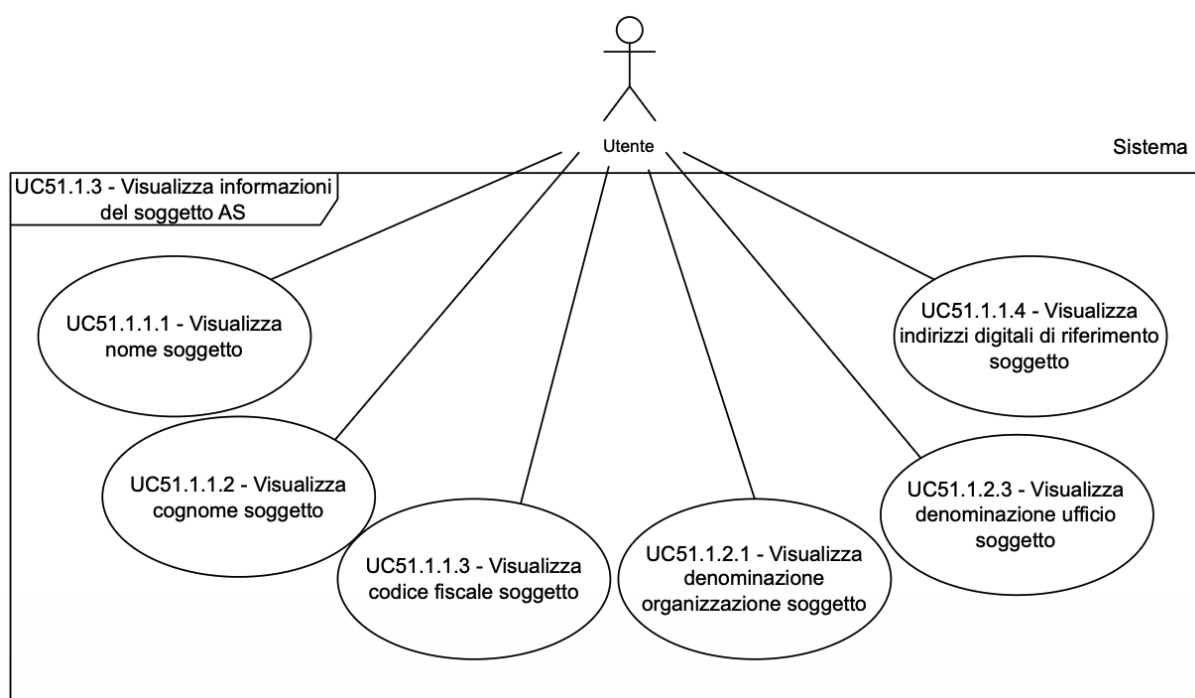 Utente
Sistema
UC51.1.3 - Visualizza informazioni
del soggetto AS
UC51.1.1.1 - Visualizza
nome soggetto
UC51.1.1.2 - Visualizza
cognome soggetto
UC51.1.1.3 - Visualizza
codice fiscale soggetto
UC51.1.2.1 - Visualizza
denominazione
organizzazione soggetto
UC51.1.2.3 - Visualizza
denominazione ufficio
soggetto
UC51.1.1.4 - Visualizza
indirizzi digitali di riferimento
soggetto